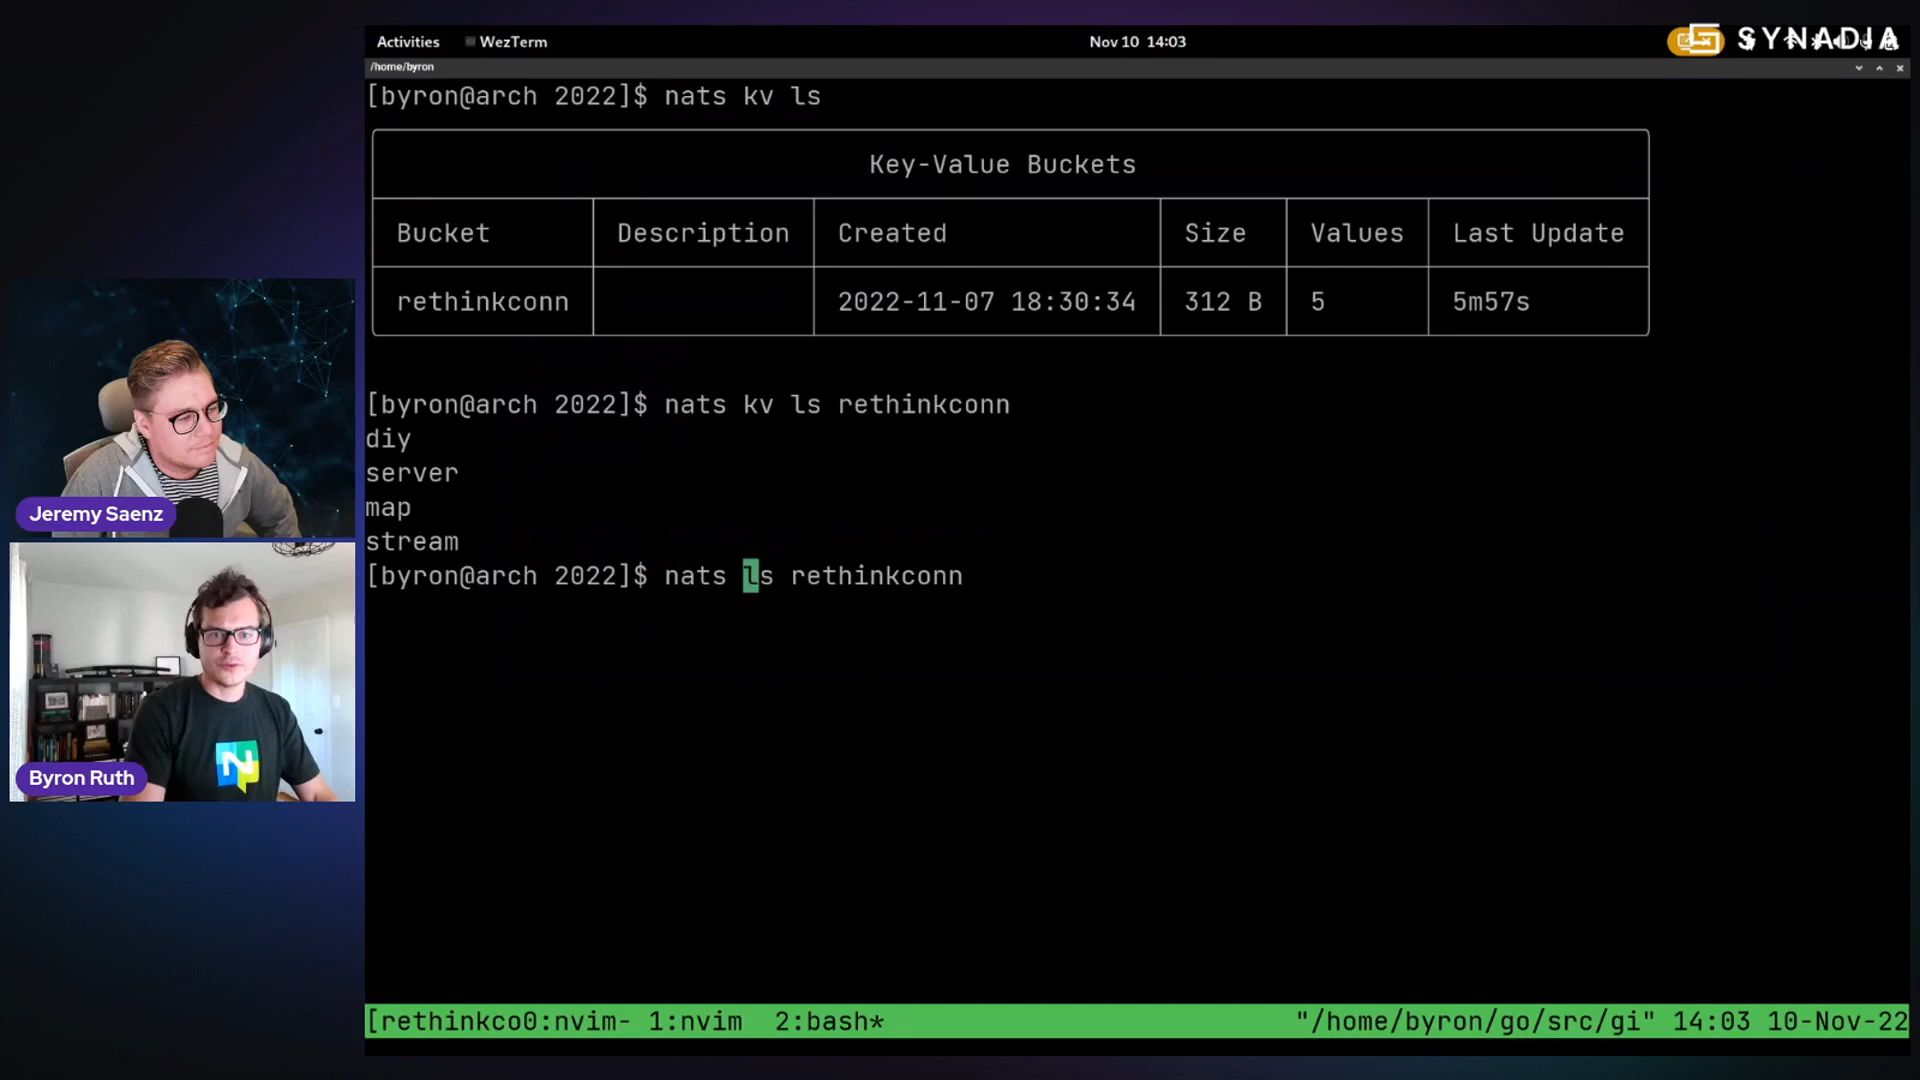 Activities WezTerm Nov 10 14:03
SYNADIA
/home/byron
[byron@arch 2022]$ nats kv ls
Key-Value Buckets
Bucket Description Created Size Values Last Update
rethinkconn 2022-11-07 18:30:34 312 B 5 5m57s
[byron@arch 2022]$ nats kv ls rethinkconn
diy
server
map
stream
[byron@arch 2022]$ nats ls rethinkconn
Jeremy Saenz
N
Byron Ruth
[rethinkco0:nvim- 1:nvim 2:bash* "/home/byron/go/src/gi" 14:03 10-Nov-22